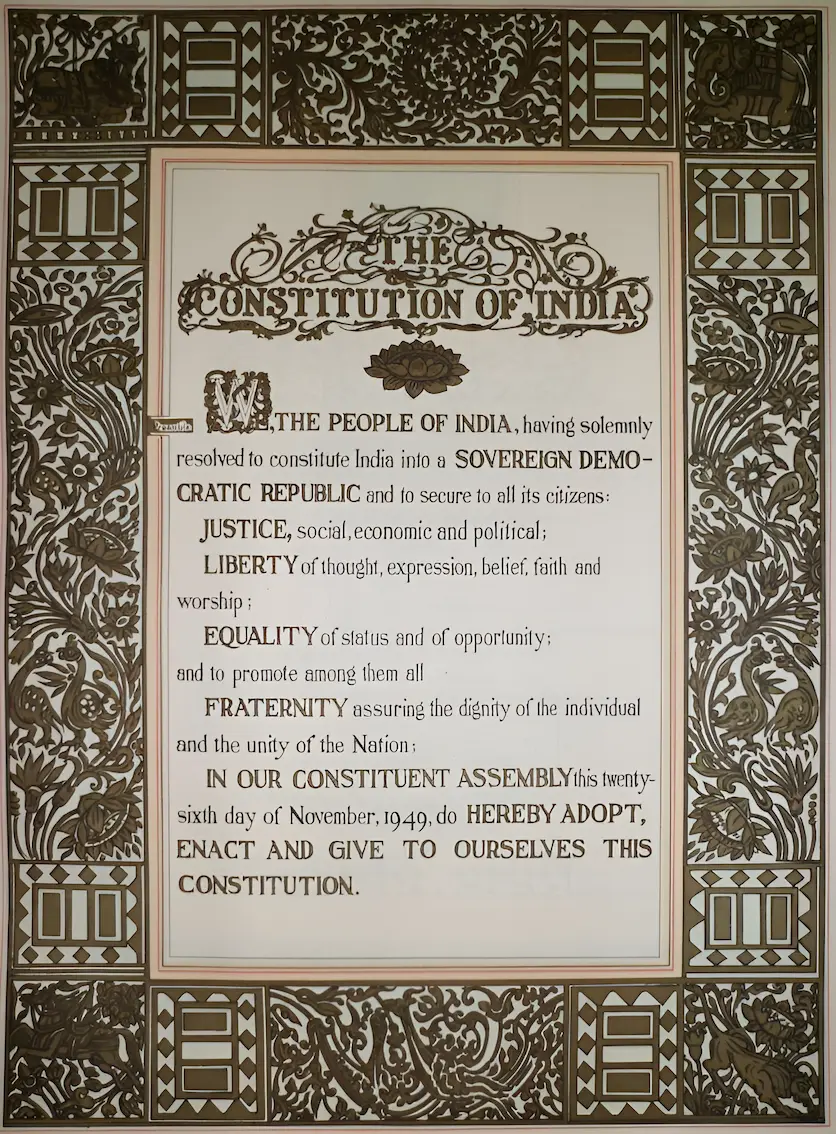 THE
CONSTITUTION OF INDIA
Preamble
WE, THE PEOPLE OF INDIA, having solemnly
resolved to constitute India into a SOVEREIGN DEMO-
CRATIC REPUBLIC and to secure to all its citizens:
JUSTICE, social, economic and political;
LIBERTY of thought, expression, belief, faith and
worship;
EQUALITY of status and of opportunity;
and to promote among them all
FRATERNITY assuring the dignity of the individual
and the unity of the Nation;
IN OUR CONSTITUENT ASSEMBLY this twenty-
sixth day of November, 1949, do HEREBY ADOPT,
ENACT AND GIVE TO OURSELVES THIS
CONSTITUTION.